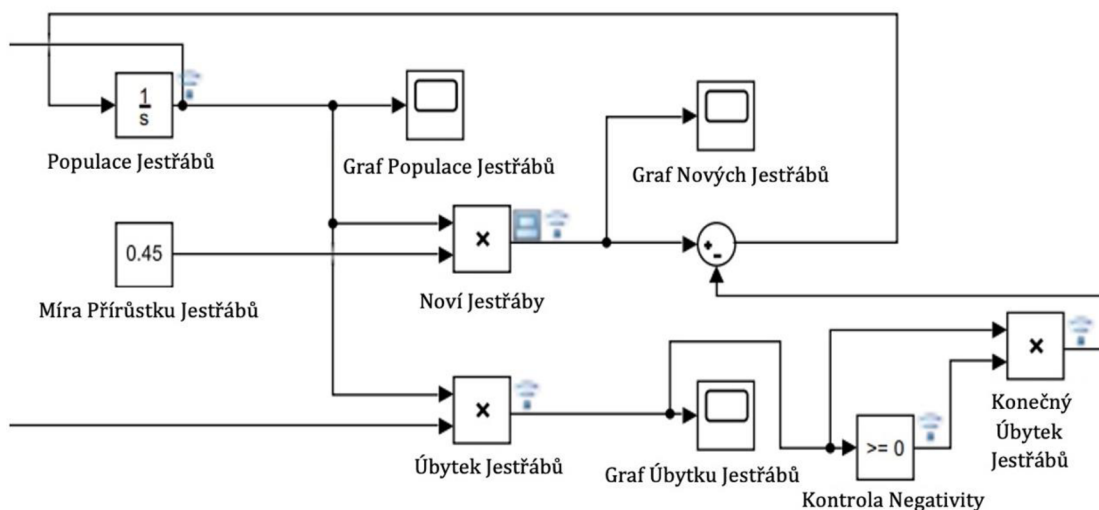 1
s
Populace Jestřábů
Graf Populace Jestřábů
Graf Nových Jestřábů
0.45
Míra Přírůstku Jestřábů
×
Noví Jestřáby
+
-
×
Úbytek Jestřábů
Graf Úbytku Jestřábů
>= 0
Kontrola Negativity
×
Konečný
Úbytek
Jestřábů